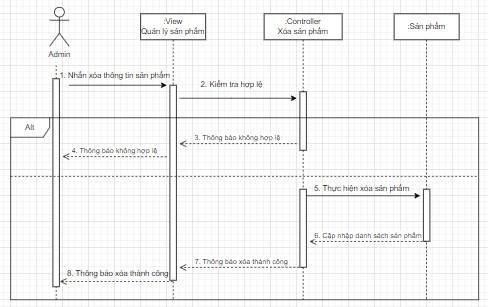 :View
Quản lý sản phẩm
:Controller
Xóa sản phẩm
:Sản phẩm
Admin
1. Nhấn xóa thông tin sản phẩm
2. Kiểm tra hợp lệ
Alt
3. Thông báo không hợp lệ
4. Thông báo không hợp lệ
5. Thực hiện xóa sản phẩm
6. Cập nhập danh sách sản phẩm
7. Thông báo xóa thành công
8. Thông báo xóa thành công